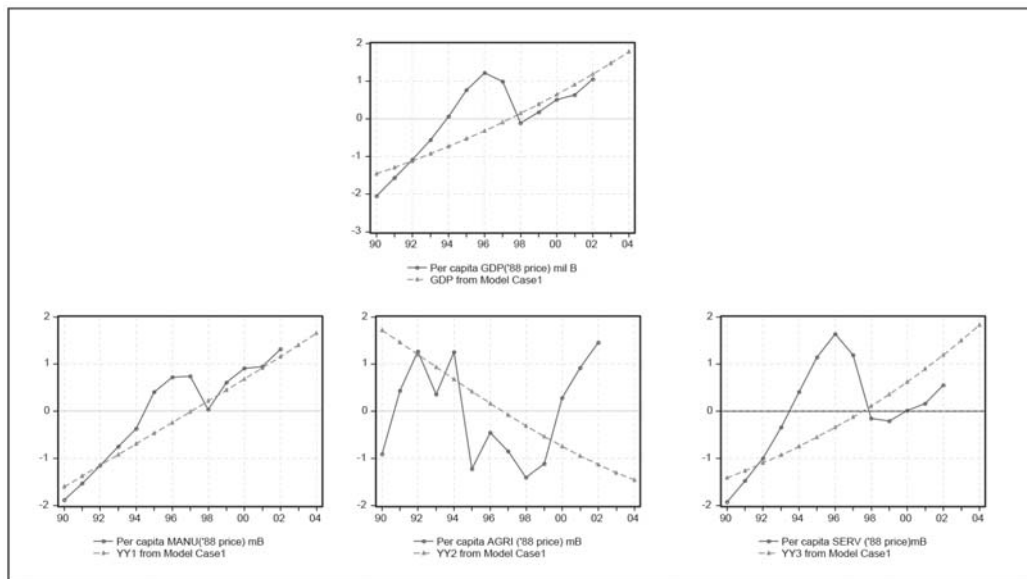 2
1
0
-1
-2
-3
90 92 94 96 98 00 02 04
Per capita GDP('88 price) mil B
GDP from Model Case1
2
1
0
-1
-2
90 92 94 96 98 00 02 04
Per capita MANU('88 price) mB
YY1 from Model Case1
2
1
0
-1
-2
90 92 94 96 98 00 02 04
Per capita AGRI ('88 price) mB
YY2 from Model Case1
2
1
0
-1
-2
90 92 94 96 98 00 02 04
Per capita SERV ('88 price)mB
YY3 from Model Case1